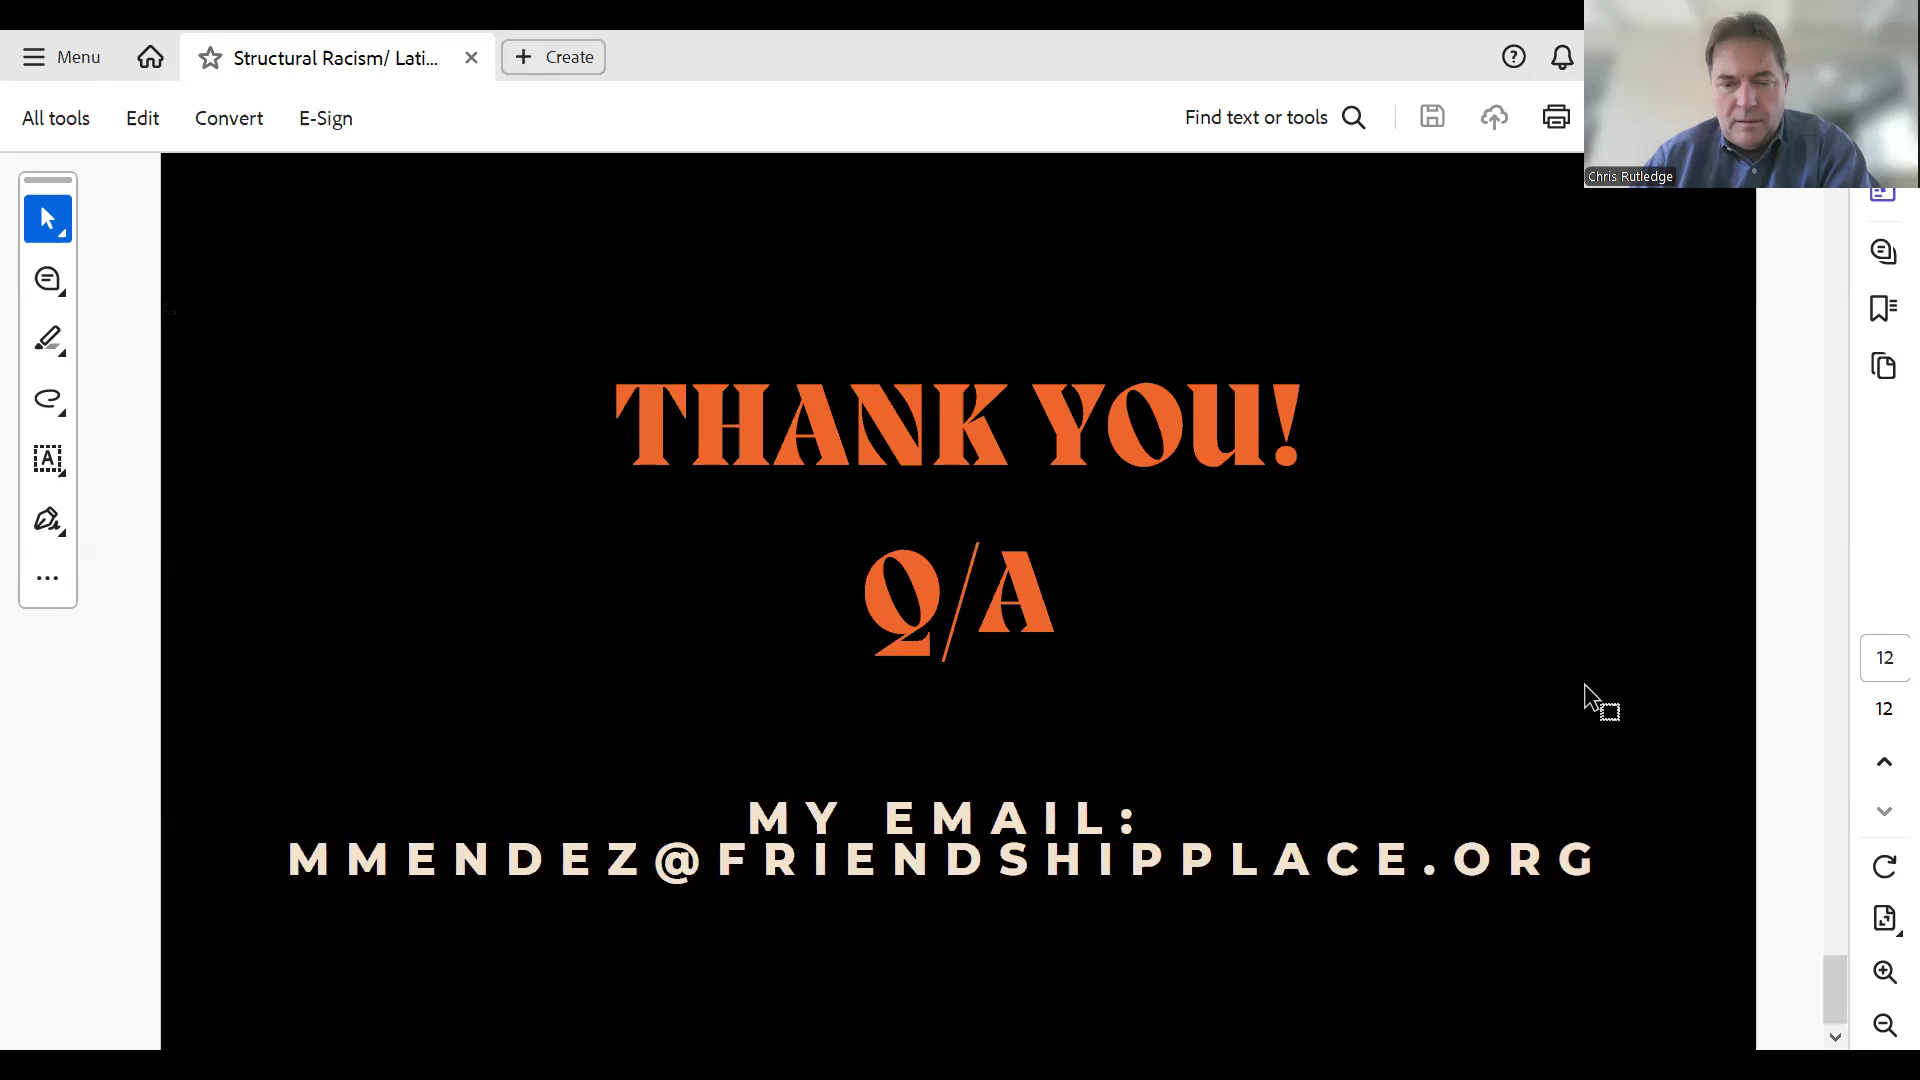 Menu
Structural Racism/ Lati...
Create
All tools
Edit
Convert
E-Sign
Find text or tools
Chris Rutledge
THANK YOU!
Q/A
MY EMAIL:
MMENDEZ@FRIENDSHIPPLACE.ORG
12
12